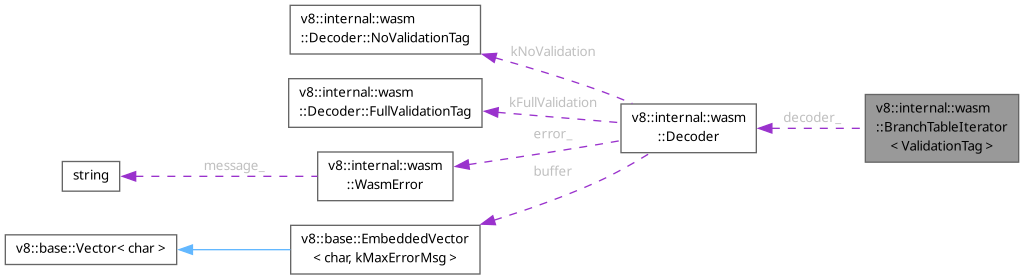 v8::internal::wasm
::Decoder::NoValidationTag
kNoValidation
v8::internal::wasm
::Decoder::FullValidationTag
kFullValidation
v8::internal::wasm
::Decoder
decoder_
v8::internal::wasm
::BranchTableIterator
< ValidationTag >
error_
string
message_
v8::internal::wasm
::WasmError
buffer
v8::base::Vector< char >
v8::base::EmbeddedVector
< char, kMaxErrorMsg >